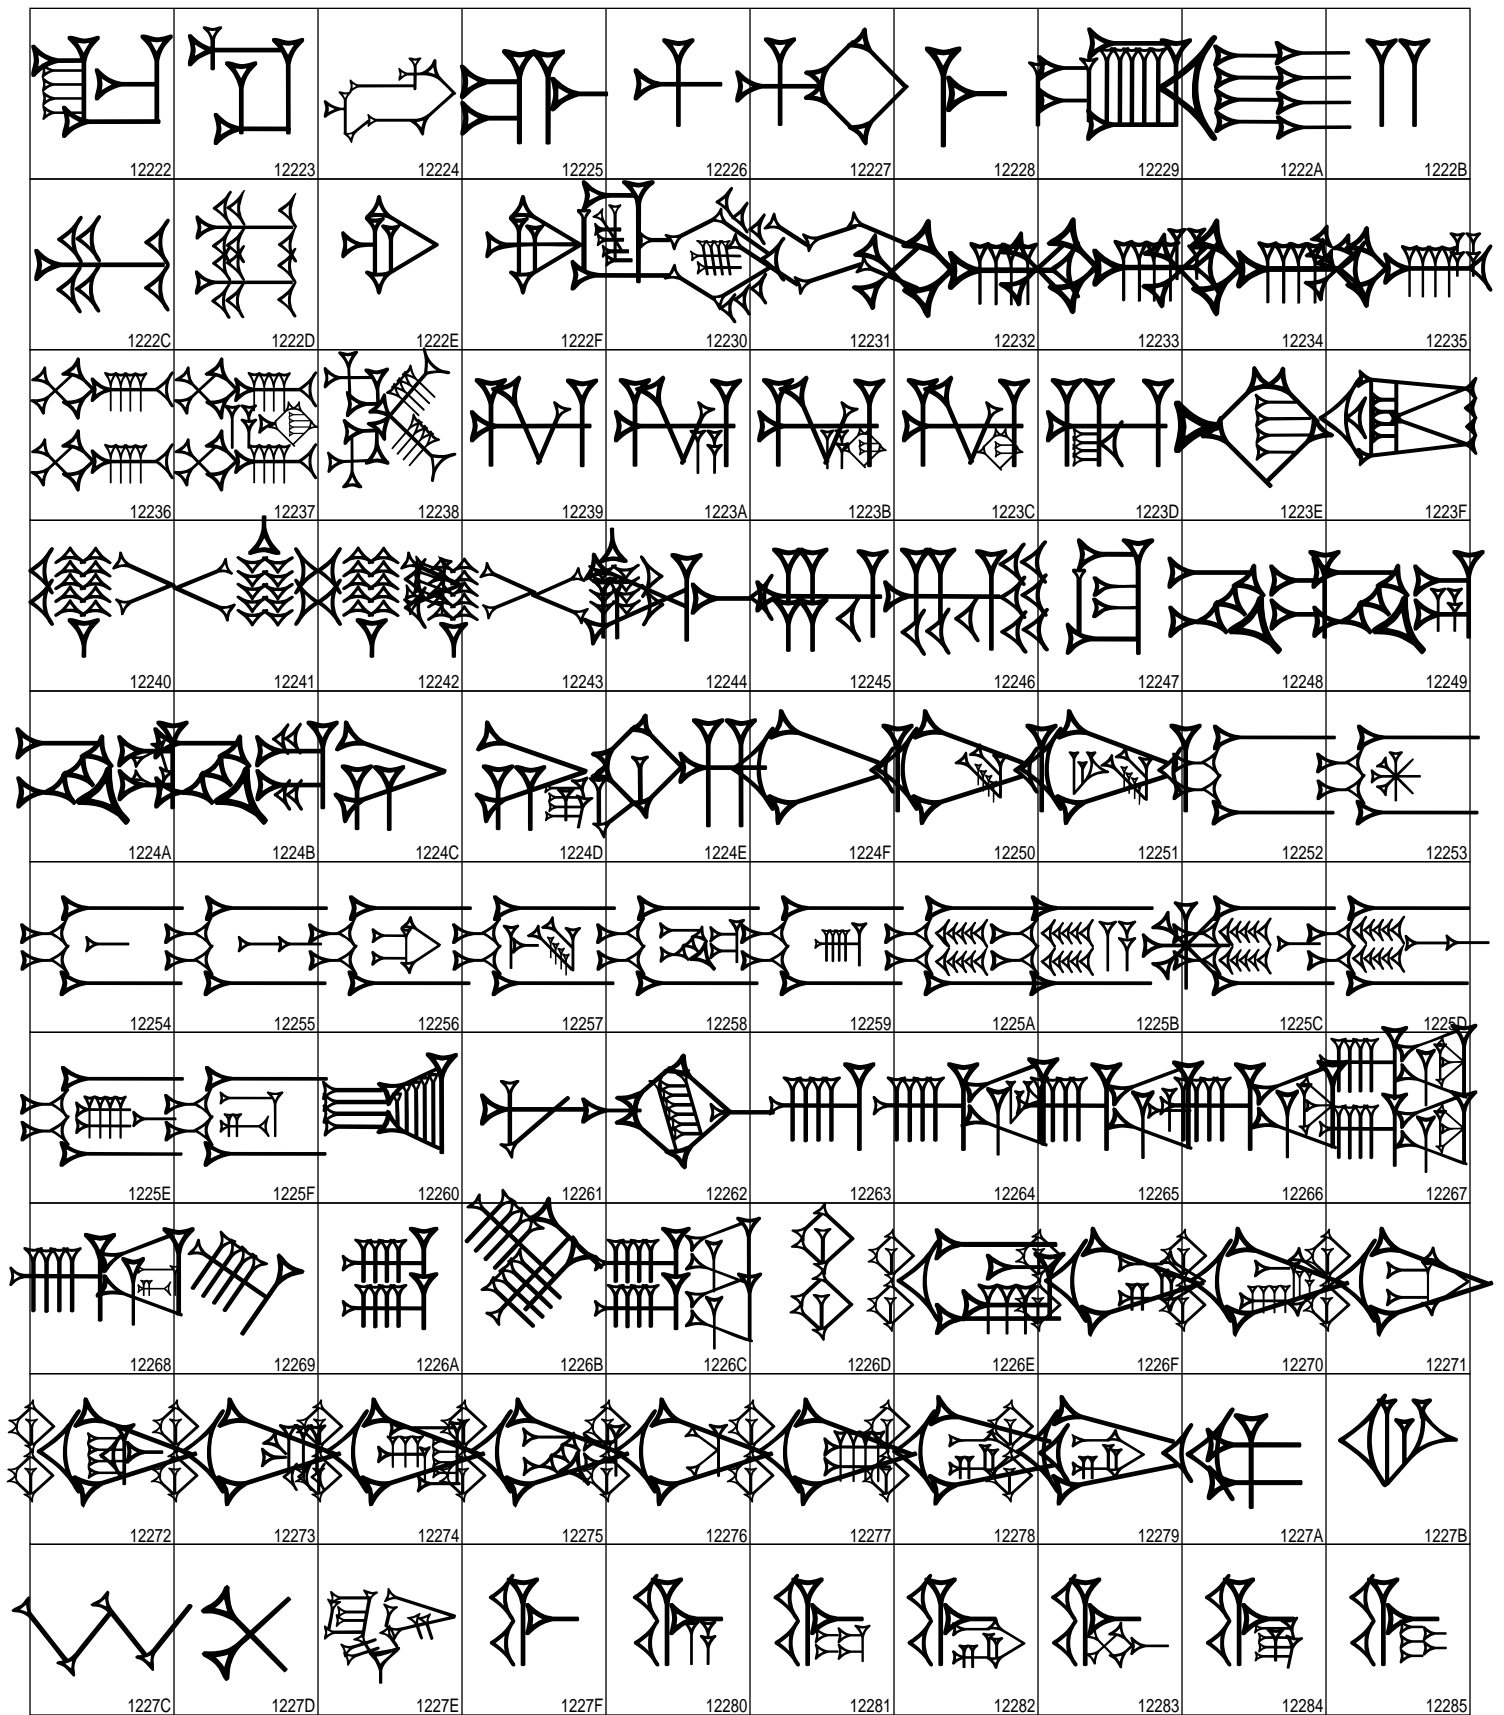 𒈢 𒈣 𒈤 𒈥 𒈦 𒈧 𒈨 𒈩 𒈪 𒈫
12222 12223 12224 12225 12226 12227 12228 12229 1222A 1222B
𒈬 𒈭 𒈮 𒈯 𒈰 𒈱 𒈲 𒈳 𒈴 𒈵
1222C 1222D 1222E 1222F 12230 12231 12232 12233 12234 12235
𒈶 𒈷 𒈸 𒈹 𒈺 𒈻 𒈼 𒈽 𒈾 𒈿
12236 12237 12238 12239 1223A 1223B 1223C 1223D 1223E 1223F
𒉀 𒉁 𒉂 𒉃 𒉄 𒉅 𒉆 𒉇 𒉈 𒉉
12240 12241 12242 12243 12244 12245 12246 12247 12248 12249
𒉊 𒉋 𒉌 𒉍 𒉎 𒉏 𒉐 𒉑 𒉒 𒉓
1224A 1224B 1224C 1224D 1224E 1224F 12250 12251 12252 12253
𒉔 𒉕 𒉖 𒉗 𒉘 𒉙 𒉚 𒉛 𒉜 𒉝
12254 12255 12256 12257 12258 12259 1225A 1225B 1225C 1225D
𒉞 𒉟 𒉠 𒉡 𒉢 𒉣 𒉤 𒉥 𒉦 𒉧
1225E 1225F 12260 12261 12262 12263 12264 12265 12266 12267
𒉨 𒉩 𒉪 𒉫 𒉬 𒉭 𒉮 𒉯 𒉰 𒉱
12268 12269 1226A 1226B 1226C 1226D 1226E 1226F 12270 12271
𒉲 𒉳 𒉴 𒉵 𒉶 𒉷 𒉸 𒉹 𒉺 𒉻
12272 12273 12274 12275 12276 12277 12278 12279 1227A 1227B
𒉼 𒉽 𒉾 𒉿 𒊀 𒊁 𒊂 𒊃 𒊄 𒊅
1227C 1227D 1227E 1227F 12280 12281 12282 12283 12284 12285